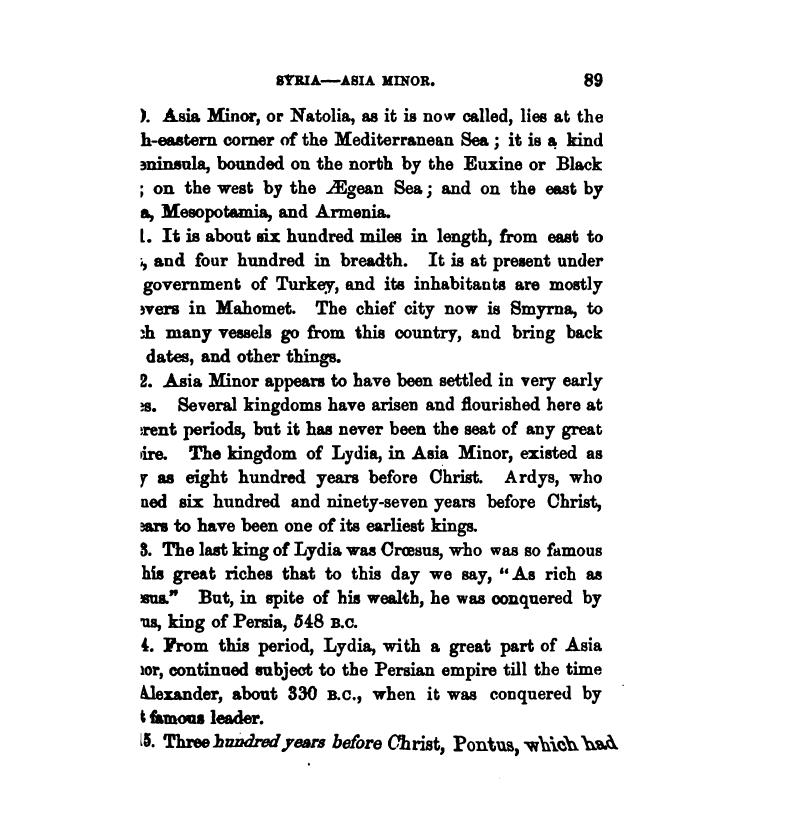 SYRIA—ASIA MINOR. 89
). Asia Minor, or Natolia, as it is now called, lies at the
h-eastern corner of the Mediterranean Sea; it is a kind
eninsula, bounded on the north by the Euxine or Black
; on the west by the Ægean Sea; and on the east by
a, Mesopotamia, and Armenia.
1. It is about six hundred miles in length, from east to
, and four hundred in breadth. It is at present under
government of Turkey, and its inhabitants are mostly
evers in Mahomet. The chief city now is Smyrna, to
ch many vessels go from this country, and bring back
dates, and other things.
2. Asia Minor appears to have been settled in very early
es. Several kingdoms have arisen and flourished here at
erent periods, but it has never been the seat of any great
ire. The kingdom of Lydia, in Asia Minor, existed as
y as eight hundred years before Christ. Ardys, who
ned six hundred and ninety-seven years before Christ,
ears to have been one of its earliest kings.
3. The last king of Lydia was Crœsus, who was so famous
his great riches that to this day we say, "As rich as
sus." But, in spite of his wealth, he was conquered by
us, king of Persia, 548 B.C.
4. From this period, Lydia, with a great part of Asia
nor, continued subject to the Persian empire till the time
Alexander, about 330 B.C., when it was conquered by
t famous leader.
15. Three hundred years before Christ, Pontus, which had